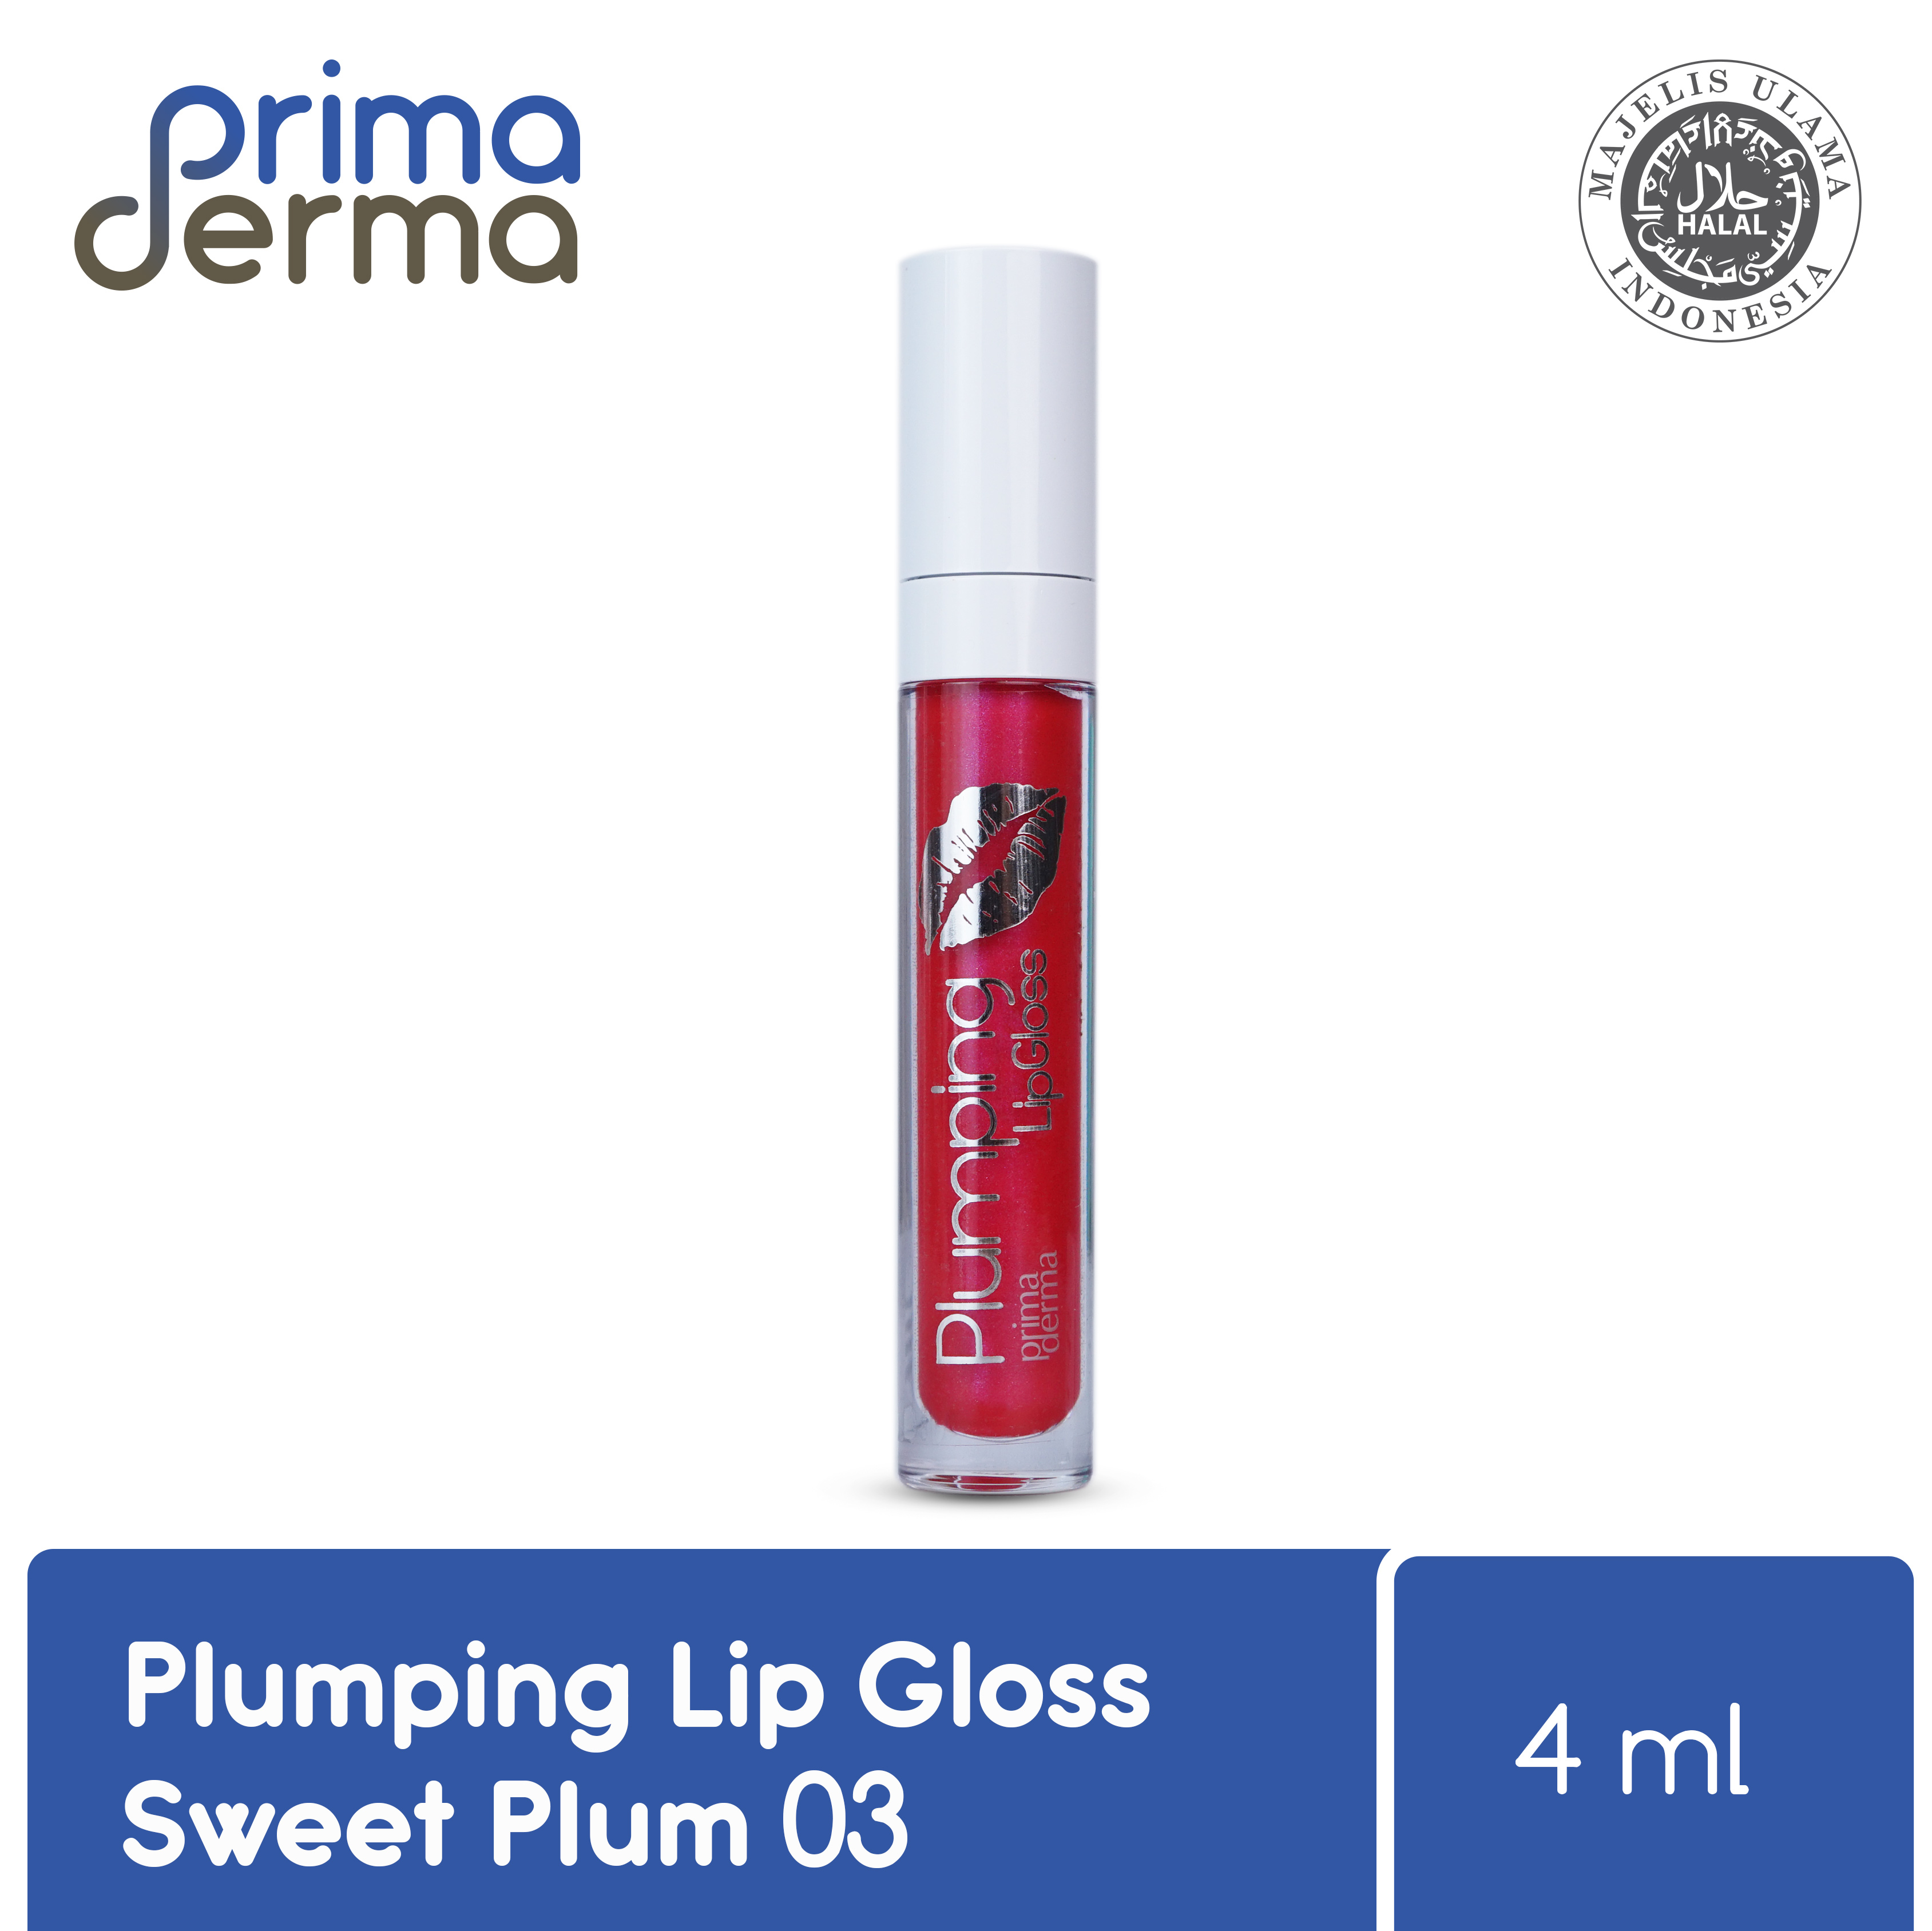 prima
derma
MAJELIS ULAMA
حلال
HALAL
INDONESIA
Plumping
LipGloss
prima
derma
Plumping Lip Gloss
Sweet Plum 03
4 ml